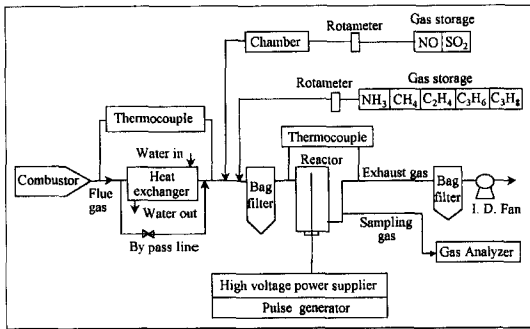 Gas storage
Rotameter
Chamber
NO SO₂
Gas storage
Rotameter
NH₃ CH₄ C₂H₄ C₃H₆ C₃H₈
Thermocouple
Thermocouple
Water in
Reactor
Combustor
Heat
exchanger
Exhaust gas
Flue
gas
Bag
filter
Bag
filter
Water out
I. D. Fan
By pass line
Sampling
gas
Gas Analyzer
High voltage power supplier
Pulse generator